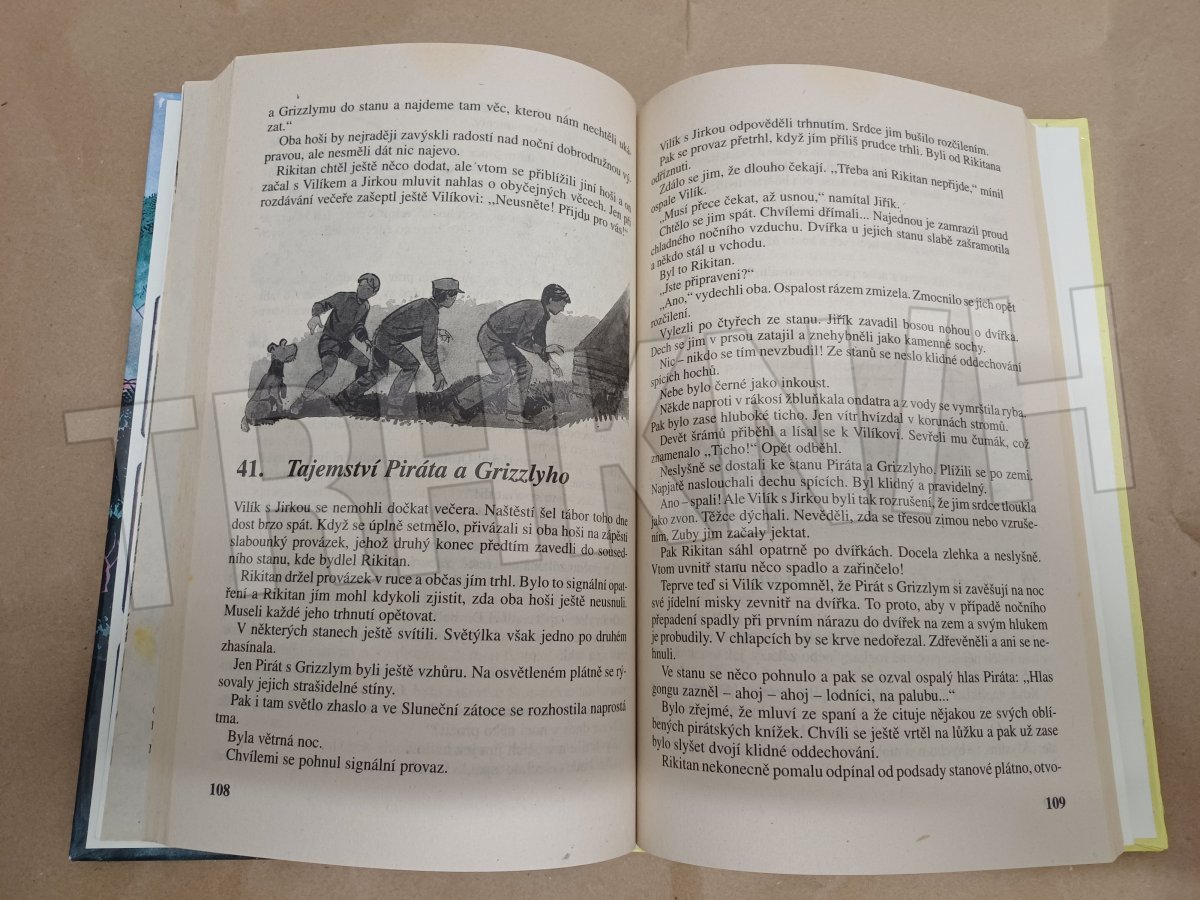 a Grizzlymu do stanu a najdeme tam věc, kterou nám nechtěli uká-
zat.“
Oba hoši by nejraději zavýskli radostí nad noční dobrodružnou vý-
pravou, ale nesměli dát nic najevo.
Rikitan chtěl ještě něco dodat, ale vtom se přiblížili jiní hoši a on
začal s Vilíkem a Jirkou mluvit nahlas o obyčejných věcech. Jen při
rozdávání večeře zašeptl ještě Vilíkovi: „Neusněte! Přijdu pro vás!“
41. Tajemství Piráta a Grizzlyho
Vilík s Jirkou se nemohli dočkat večera. Naštěstí šel tábor toho dne
dost brzo spát. Když se úplně setmělo, přivázali si oba hoši na zápěstí
slabounký provázek, jehož druhý konec předtím zavedli do soused-
ního stanu, kde bydlel Rikitan.
Rikitan držel provázek v ruce a občas jím trhl. Bylo to signální opat-
ření a Rikitan jím mohl kdykoli zjistit, zda oba hoši ještě neusnuli.
Museli každé jeho trhnutí opětovat.
V některých stanech ještě svítili. Světýlka však jedno po druhém
zhasínala.
Jen Pirát s Grizzlym byli ještě vzhůru. Na osvětleném plátně se rý-
sovaly jejich strašidelné stíny.
Pak i tam světlo zhaslo a ve Sluneční zátoce se rozhostila naprostá
tma.
Byla větrná noc.
Chvílemi se pohnul signální provaz.
108
Vilík s Jirkou odpověděli trhnutím. Srdce jim bušilo rozčilením.
Pak se provaz přetrhl, když jím příliš prudce trhli. Byli od Rikitana
odříznuti.
Zdálo se jim, že dlouho čekají. „Třeba ani Rikitan nepřijde,“ mínil
ospale Vilík.
„Musí přece čekat, až usnou,“ namítal Jiřík.
Chtělo se jim spát. Chvílemi dřímali... Najednou je zamrazil proud
chladného nočního vzduchu. Dvířka u jejich stanu slabě zašramotila
a někdo stál u vchodu.
Byl to Rikitan.
„Jste připraveni?“
„Ano,“ vydechli oba. Ospalost rázem zmizela. Zmocnilo se jich opět
rozčilení.
Vylezli po čtyřech ze stanu. Jiřík zavadil bosou nohou o dvířka.
Dech se jim v prsou zatajil a znehybněli jako kamenné sochy.
Nic – nikdo se tím nevzbudil! Ze stanů se neslo klidné oddechování
spících hochů.
Nebe bylo černé jako inkoust.
Někde naproti v rákosí žbluňkala ondatra a z vody se vymrštila ryba.
Pak bylo zase hluboké ticho. Jen vítr hvízdal v korunách stromů.
Devět šrámů přiběhl a lísal se k Vilíkovi. Sevřeli mu čumák, což
znamenalo „Ticho!“ Opět odběhl.
Neslyšně se dostali ke stanu Piráta a Grizzlyho. Plížili se po zemi.
Napjatě naslouchali dechu spících. Byl klidný a pravidelný.
Ano – spali! Ale Vilík s Jirkou byli tak rozrušení, že jim srdce tloukla
jako zvon. Těžce dýchali. Nevěděli, zda se třesou zimou nebo vzruše-
ním. Zuby jim začaly jektat.
Pak Rikitan sáhl opatrně po dvířkách. Docela zlehka a neslyšně.
Vtom uvnitř stanu něco spadlo a zařinčelo!
Teprve teď si Vilík vzpomněl, že Pirát s Grizzlym si zavěšují na noc
své jídelní misky zevnitř na dvířka. To proto, aby v případě nočního
přepadení spadly při prvním nárazu do dvířek na zem a svým hlukem
je probudily. V chlapcích by se krve nedořezal. Zdřevěněli a ani se ne-
hnuli.
Ve stanu se něco pohnulo a pak se ozval ospalý hlas Piráta: „Hlas
gongu zazněl – ahoj – ahoj – lodníci, na palubu...“
Bylo zřejmé, že mluví ze spaní a že cituje nějakou ze svých oblí-
bených pirátských knížek. Chvíli se ještě vrtěl na lůžku a pak už zase
bylo slyšet dvojí klidné oddechování.
Rikitan nekonečně pomalu odpínal od podsady stanové plátno, otvo-
109
TRHKNIH